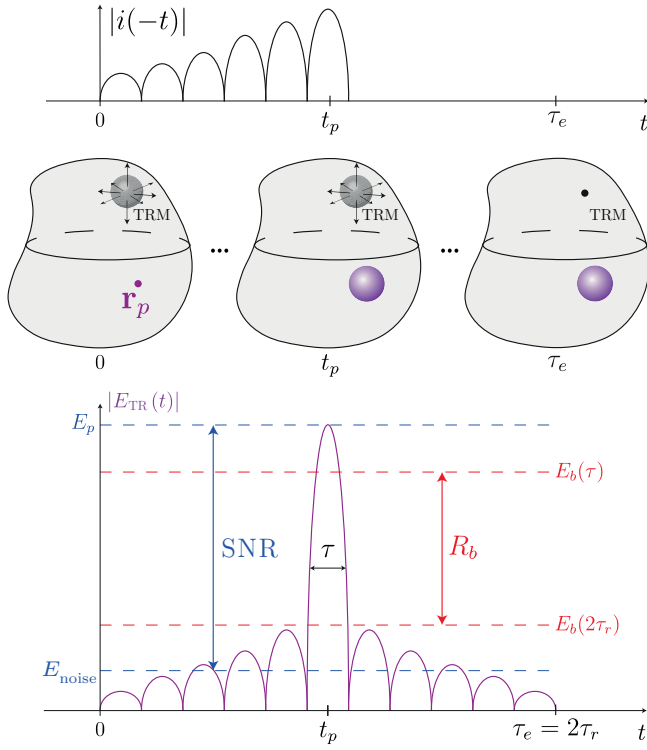 |i(−t)|
0 t_p τ_e t
TRM TRM TRM
... ...
r_p
0 t_p τ_e
|E_TR(t)|
E_p
E_b(τ)
SNR τ R_b
E_b(2τ_r)
E_noise
0 t_p τ_e = 2τ_r t